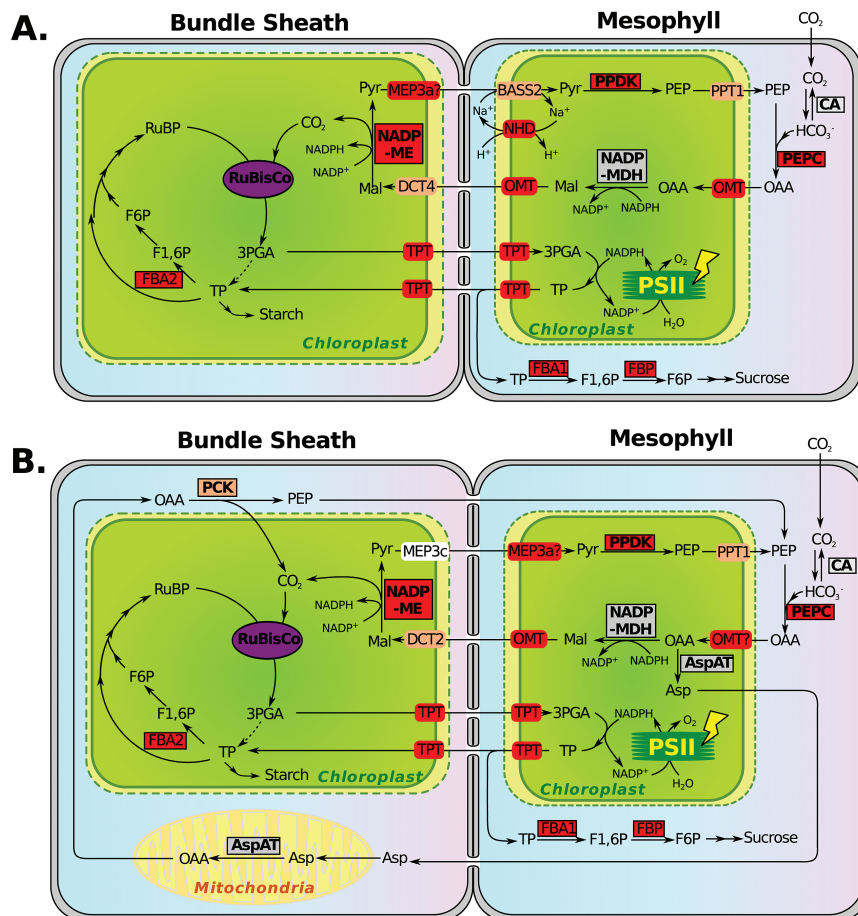 A.
Bundle Sheath
Mesophyll
CO₂
Pyr
MEP3a?
BASS2
Pyr
PPDK
PEP
PPT1
PEP
CO₂
CA
HCO₃⁻
PEPC
Na⁺
Na⁺
NHD
H⁺
H⁺
RuBP
CO₂
NADPH
NADP⁺
NADP
-ME
Mal
DCT4
OMT
Mal
NADP
-MDH
NADP⁺
NADPH
OAA
OMT
OAA
RuBisCo
F6P
F1,6P
FBA2
3PGA
TPT
TPT
3PGA
NADPH
O₂
TP
TPT
TPT
TP
NADP⁺
PSII
H₂O
Starch
Chloroplast
Chloroplast
TP
FBA1
F1,6P
FBP
F6P
Sucrose
B.
Bundle Sheath
Mesophyll
CO₂
OAA
PCK
PEP
Pyr
MEP3c
MEP3a?
Pyr
PPDK
PEP
PPT1
PEP
CO₂
CA
HCO₃⁻
PEPC
RuBP
CO₂
NADPH
NADP⁺
NADP
-ME
Mal
DCT2
OMT
Mal
NADP
-MDH
NADP⁺
NADPH
OAA
OMT?
OAA
AspAT
Asp
RuBisCo
F6P
F1,6P
FBA2
3PGA
TPT
TPT
3PGA
NADPH
O₂
TP
TPT
TPT
TP
NADP⁺
PSII
H₂O
Starch
Chloroplast
Chloroplast
TP
FBA1
F1,6P
FBP
F6P
Sucrose
OAA
AspAT
Asp
Asp
Mitochondria